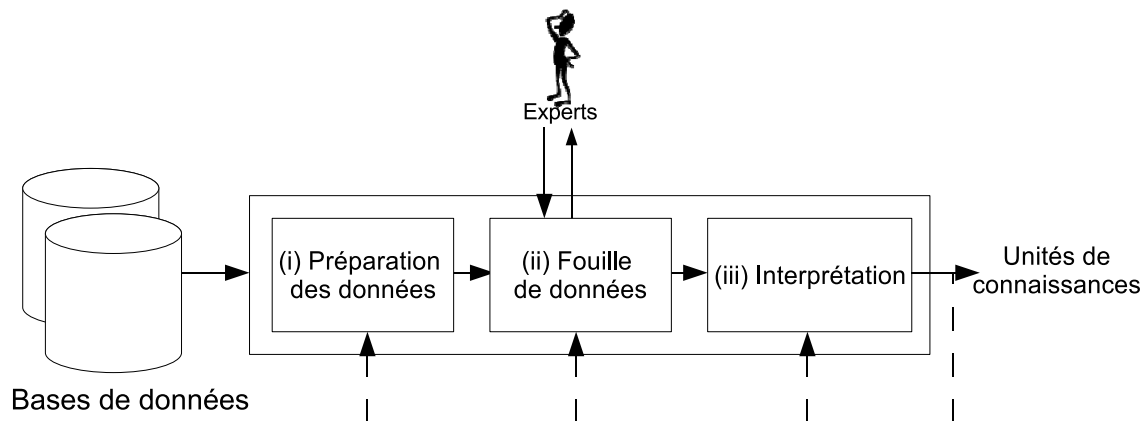 Experts
(i) Préparation
des données
(ii) Fouille
de données
(iii) Interprétation
Unités de
connaissances
Bases de données